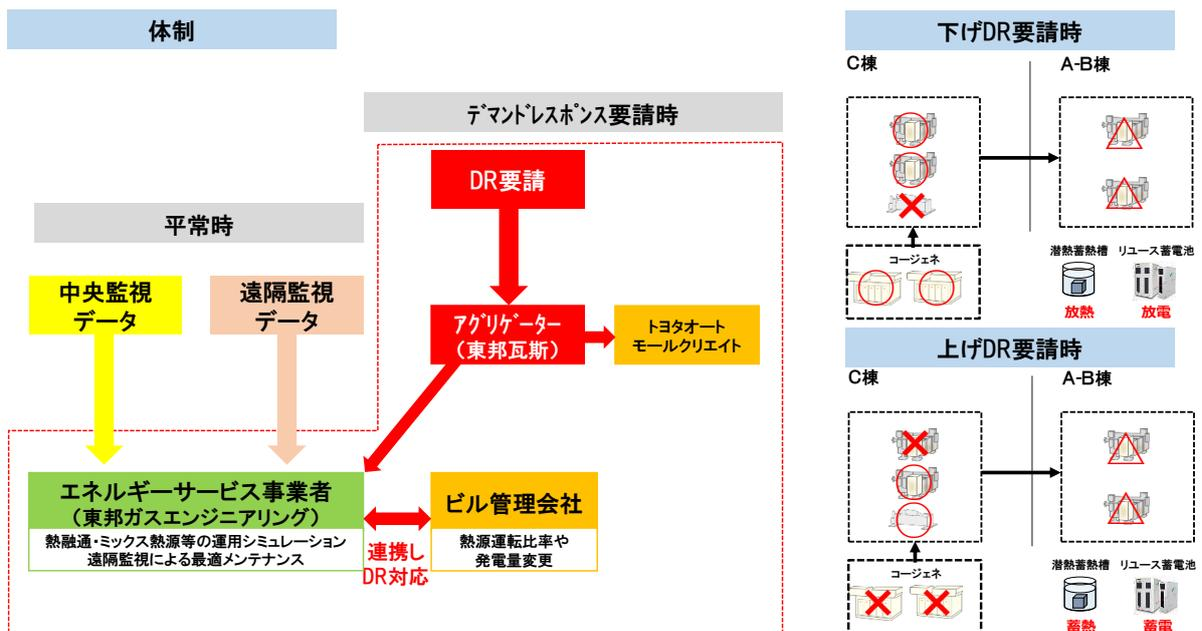 体制
ﾃﾞﾏﾝﾄﾞﾚｽﾎﾟﾝｽ要請時
DR要請
平常時
中央監視
データ
遠隔監視
データ
ｱｸﾞﾘｹﾞｰﾀｰ
(東邦瓦斯)
トヨタオート
モールクリエイト
エネルギーサービス事業者
(東邦ガスエンジニアリング)
熱融通・ミックス熱源等の運用シミュレーション
遠隔監視による最適メンテナンス
連携し
DR対応
ビル管理会社
熱源運転比率や
発電量変更
下げDR要請時
C棟
A-B棟
コージェネ
潜熱蓄熱槽
リユース蓄電池
放熱
放電
上げDR要請時
C棟
A-B棟
コージェネ
潜熱蓄熱槽
リユース蓄電池
蓄熱
蓄電